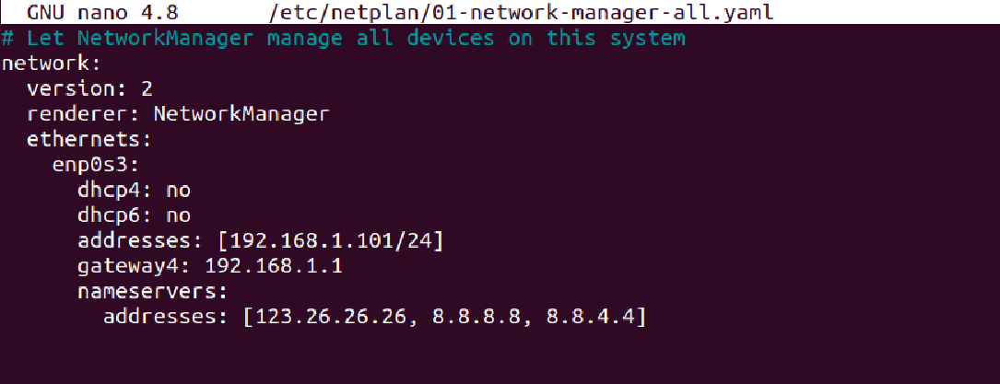 GNU nano 4.8 /etc/netplan/01-network-manager-all.yaml
# Let NetworkManager manage all devices on this system
network:
  version: 2
  renderer: NetworkManager
  ethernets:
    enp0s3:
      dhcp4: no
      dhcp6: no
      addresses: [192.168.1.101/24]
      gateway4: 192.168.1.1
      nameservers:
        addresses: [123.26.26.26, 8.8.8.8, 8.8.4.4]